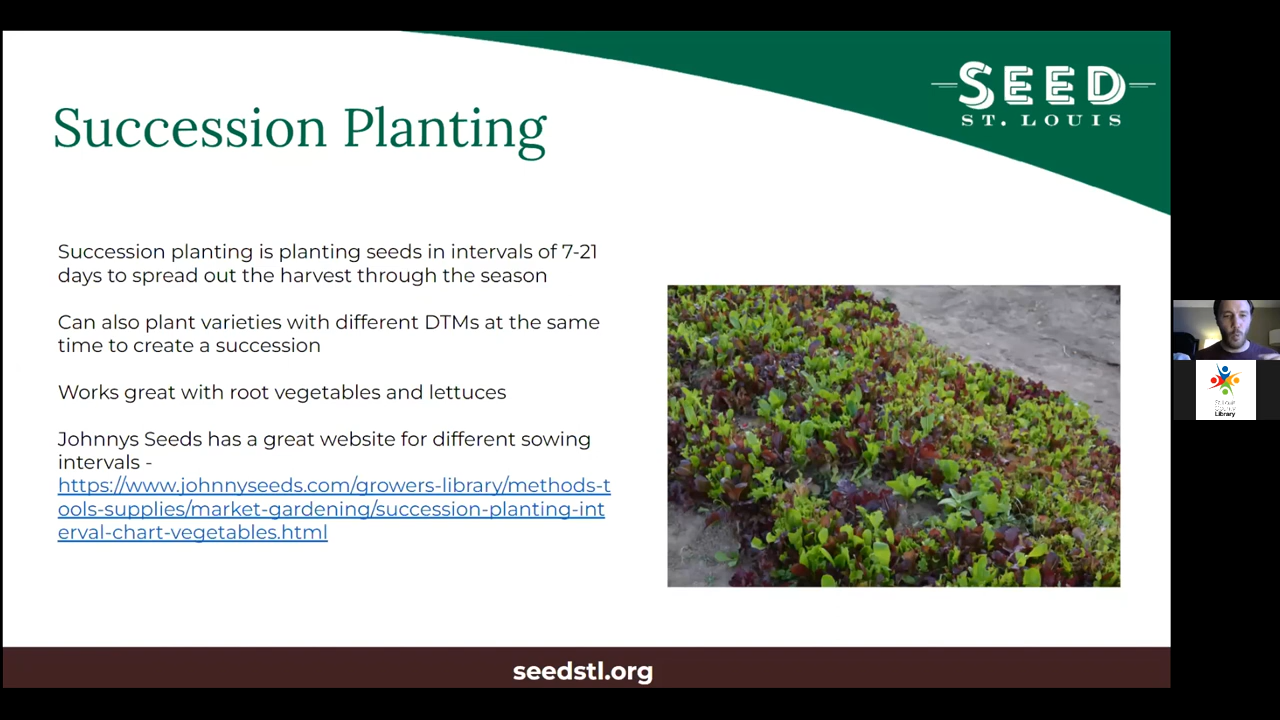 SEED
ST. LOUIS
Succession Planting
Succession planting is planting seeds in intervals of 7-21
days to spread out the harvest through the season
Can also plant varieties with different DTMs at the same
time to create a succession
Works great with root vegetables and lettuces
Johnnys Seeds has a great website for different sowing
intervals -
https://www.johnnyseeds.com/growers-library/methods-t
ools-supplies/market-gardening/succession-planting-int
erval-chart-vegetables.html
Library
seedstl.org